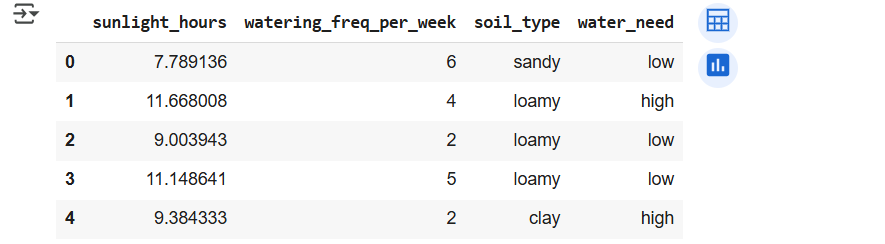 sunlight_hours watering_freq_per_week soil_type water_need
0 7.789136 6 sandy low
1 11.668008 4 loamy high
2 9.003943 2 loamy low
3 11.148641 5 loamy low
4 9.384333 2 clay high